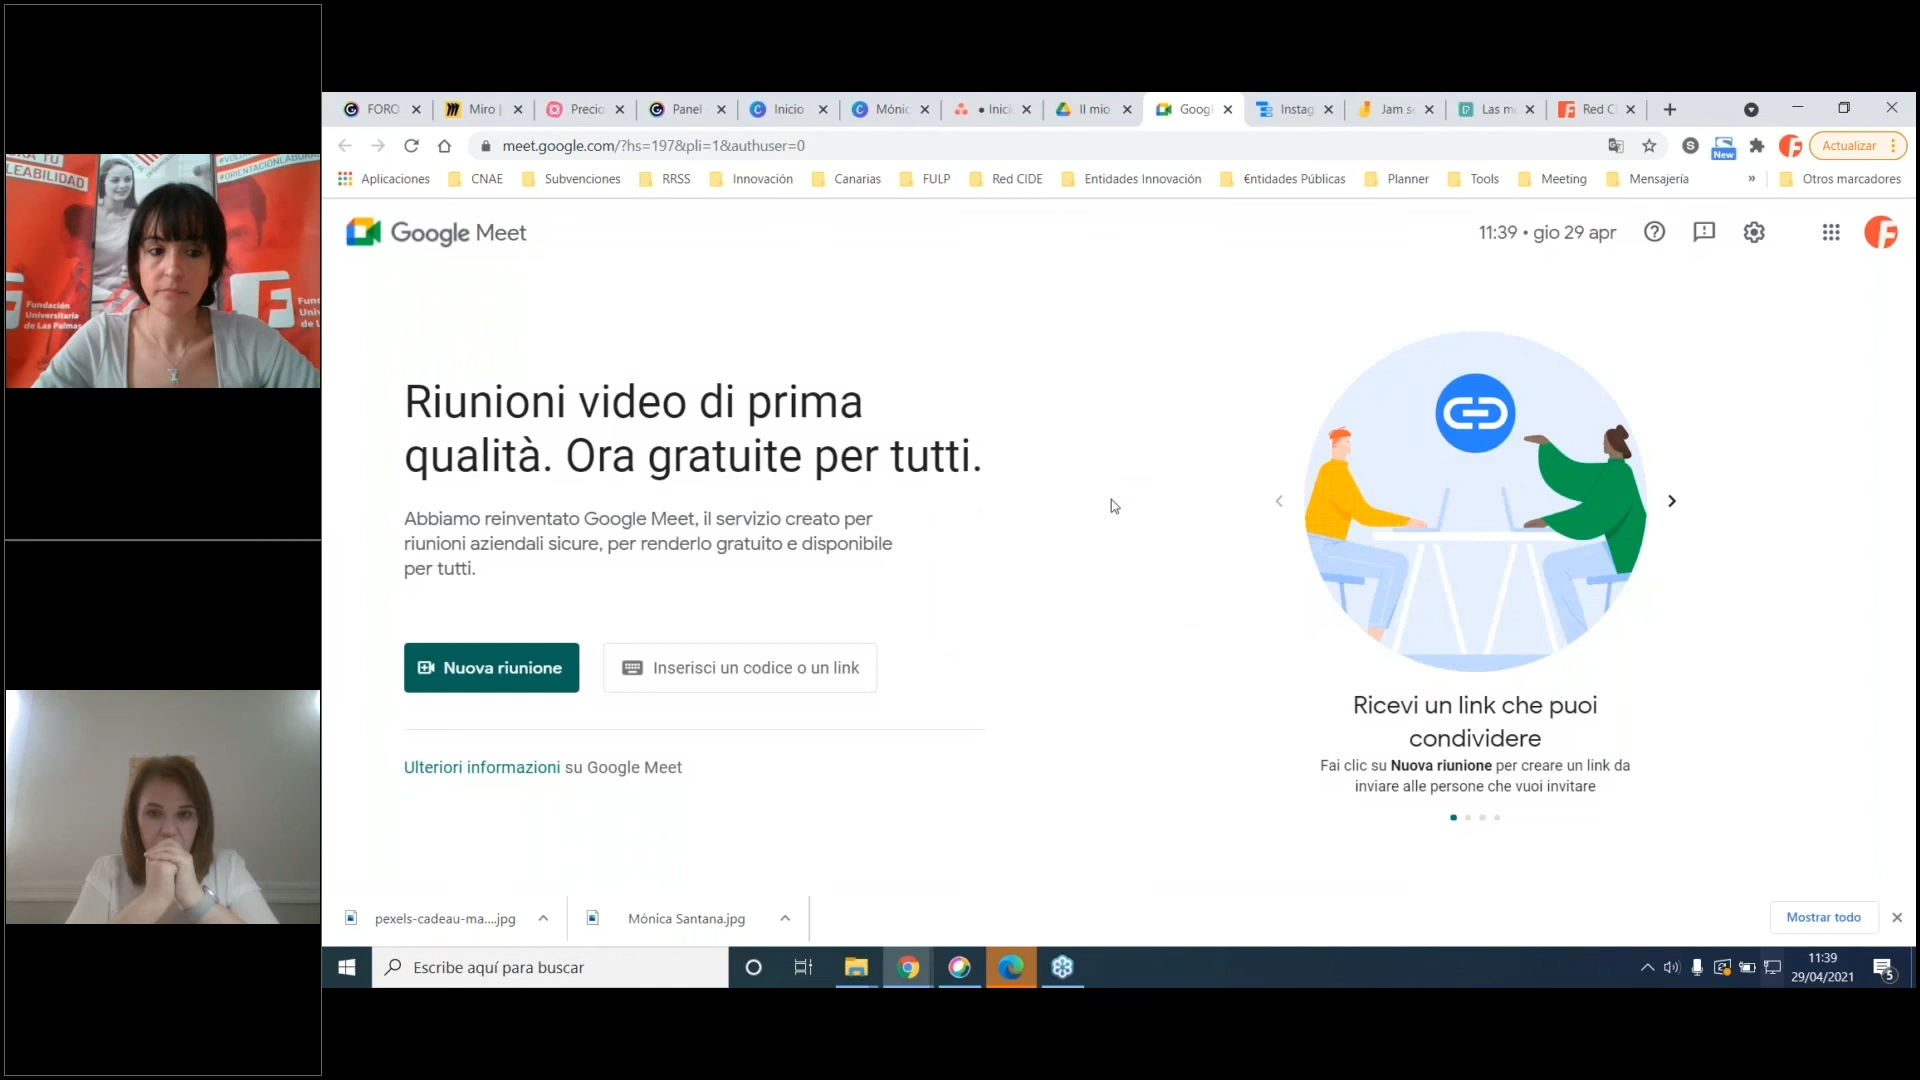 FORO
Miro |
Precio
Panel
Inicio
Mónic
• Inici
Il mio
Googl
Instag
Jam s
Las m
Red C
meet.google.com/?hs=197&pli=1&authuser=0
New
Actualizar
Aplicaciones
CNAE
Subvenciones
RRSS
Innovación
Canarias
FULP
Red CIDE
Entidades Innovación
€ntidades Públicas
Planner
Tools
Meeting
Mensajería
»
Otros marcadores
Google Meet
11:39 • gio 29 apr
Riunioni video di prima
qualità. Ora gratuite per tutti.
Abbiamo reinventato Google Meet, il servizio creato per
riunioni aziendali sicure, per renderlo gratuito e disponibile
per tutti.
Nuova riunione
Inserisci un codice o un link
Ulteriori informazioni su Google Meet
Ricevi un link che puoi
condividere
Fai clic su Nuova riunione per creare un link da
inviare alle persone che vuoi invitare
pexels-cadeau-ma....jpg
Mónica Santana.jpg
Mostrar todo
Escribe aquí para buscar
11:39
29/04/2021
5
LEABILIDAD
Fundación
Universitaria
de Las Palmas